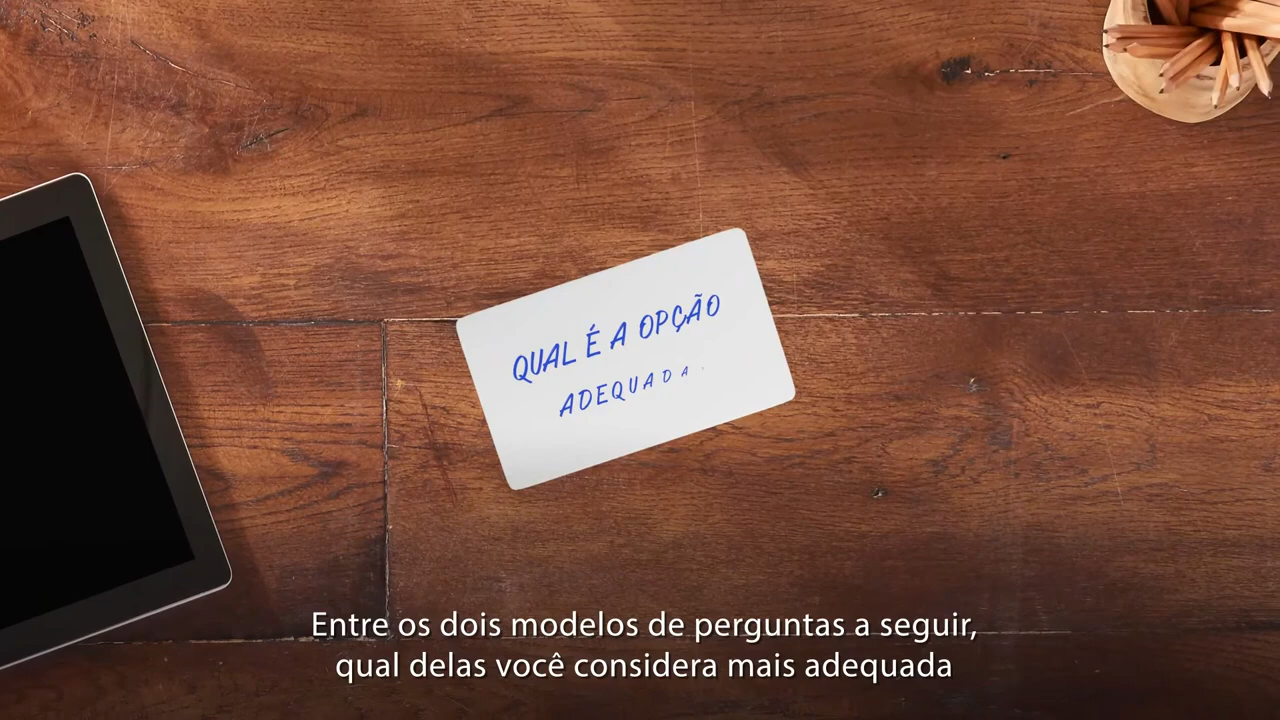 QUAL É A OPÇÃO
ADEQUADA
Entre os dois modelos de perguntas a seguir,
qual delas você considera mais adequada